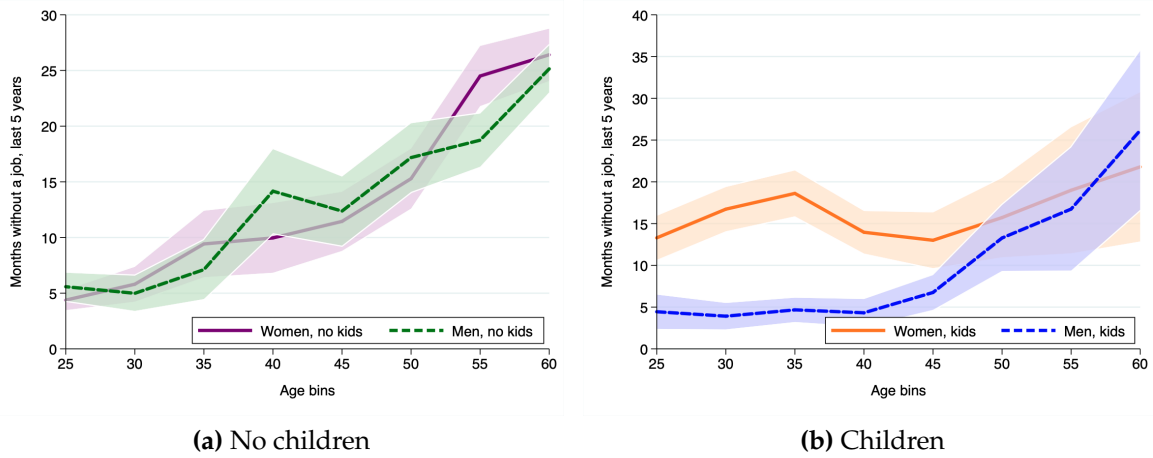 Months without a job, last 5 years
30
25
20
15
10
5
0
Women, no kids
Men, no kids
25 30 35 40 45 50 55 60
Age bins
(a) No children
Months without a job, last 5 years
40
35
30
25
20
15
10
5
0
Women, kids
Men, kids
25 30 35 40 45 50 55 60
Age bins
(b) Children